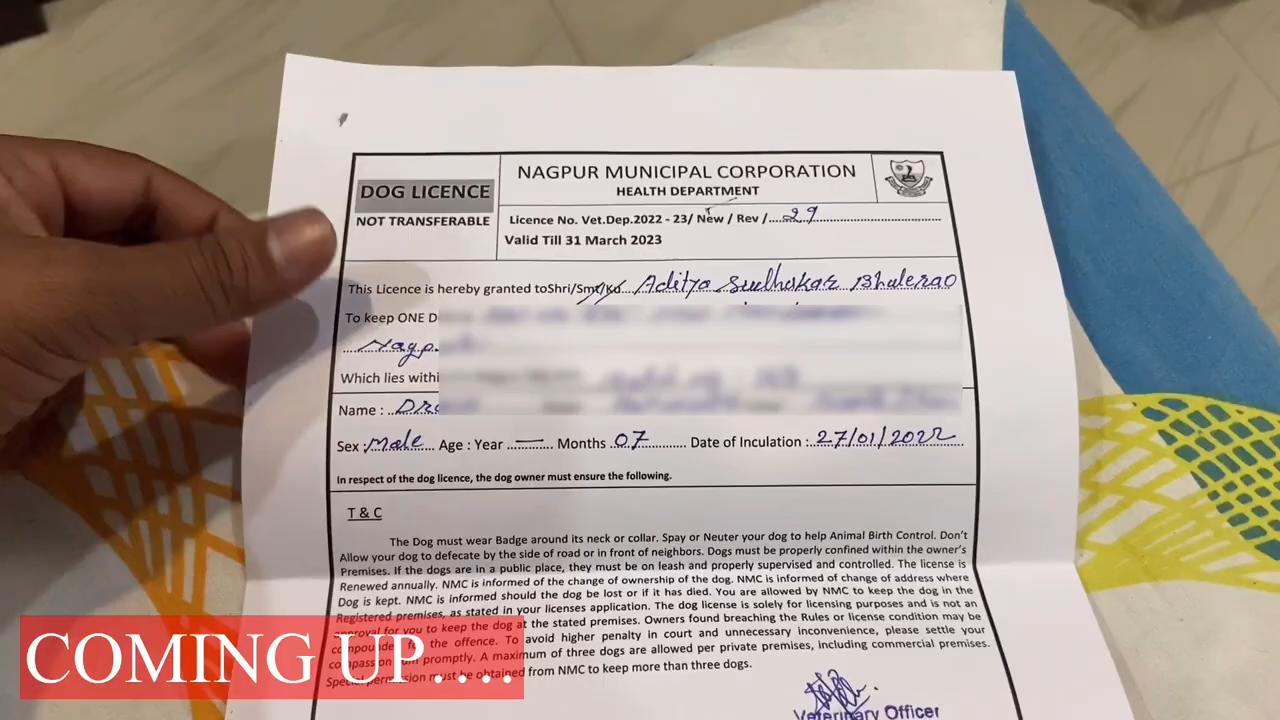 DOG LICENCE
NOT TRANSFERABLE
NAGPUR MUNICIPAL CORPORATION
HEALTH DEPARTMENT
Licence No. Vet.Dep.2022 - 23/ New / Rev /....29
Valid Till 31 March 2023
This Licence is hereby granted toShri/Smt/Ku... Aditya Sudhakar Bhalerao
To keep ONE D
Which lies withi
Name :
Sex : Male Age : Year — Months 07 Date of Inculation : 27/01/2022
In respect of the dog licence, the dog owner must ensure the following.
T & C
The Dog must wear Badge around its neck or collar. Spay or Neuter your dog to help Animal Birth Control. Don't
Allow your dog to defecate by the side of road or in front of neighbors. Dogs must be properly confined within the owner's
Premises. If the dogs are in a public place, they must be on leash and properly supervised and controlled. The license is
Renewed annually. NMC is informed of the change of ownership of the dog. NMC is informed of change of address where
Dog is kept. NMC is informed should the dog be lost or if it has died. You are allowed by NMC to keep the dog in the
Registered premises, as stated in your licenses application. The dog license is solely for licensing purposes and is not an
approval for you to keep the dog at the stated premises. Owners found breaching the Rules or license condition may be
compounded for the offence. To avoid higher penalty in court and unnecessary inconvenience, please settle your
promptly. A maximum of three dogs are allowed per private premises, including commercial premises.
Special permission must be obtained from NMC to keep more than three dogs.
Veterinary Officer
COMING UP....